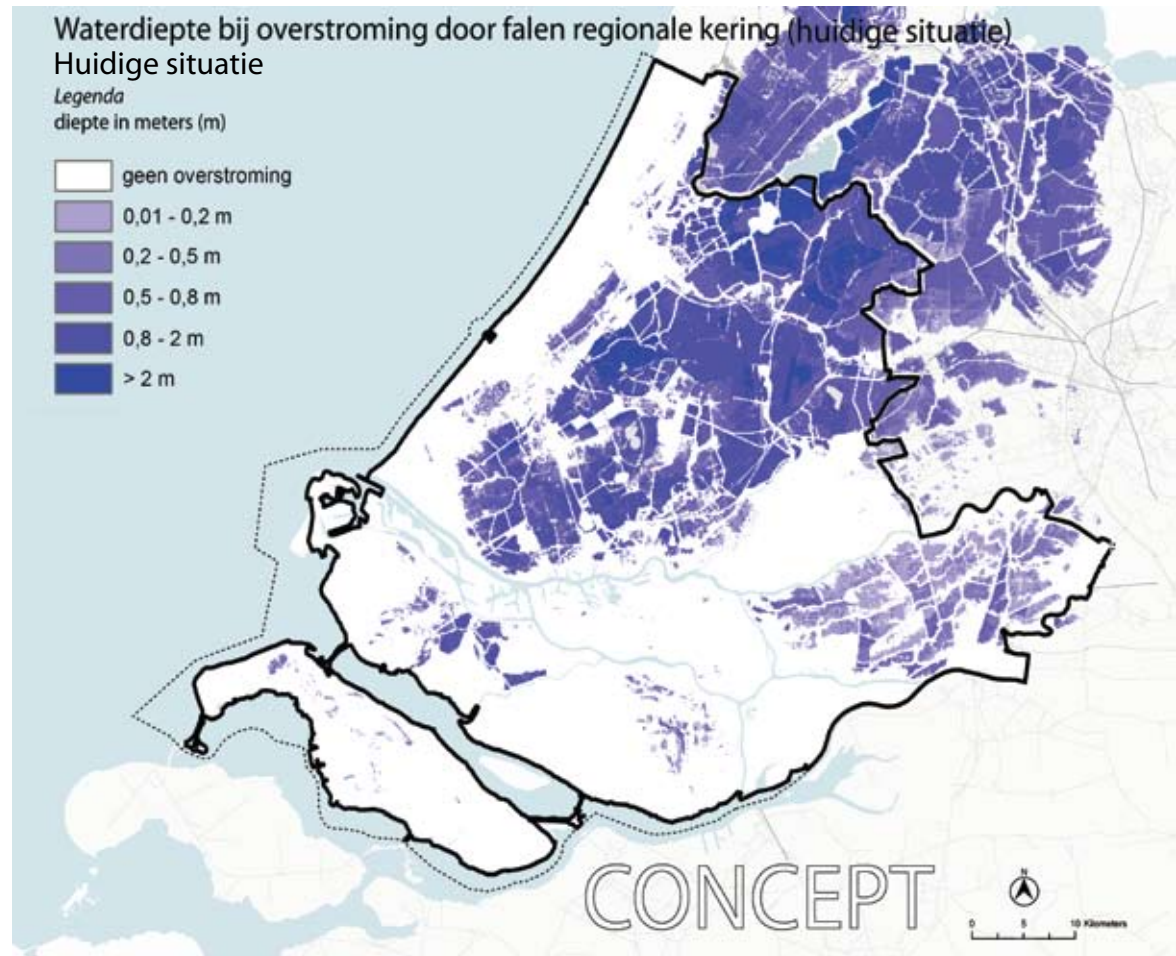 Waterdiepte bij overstroming door falen regionale kering (huidige situatie)
Huidige situatie
Legenda
diepte in meters (m)
geen overstroming
0,01 - 0,2 m
0,2 - 0,5 m
0,5 - 0,8 m
0,8 - 2 m
> 2 m
CONCEPT
N
0 5 10 Kilometers